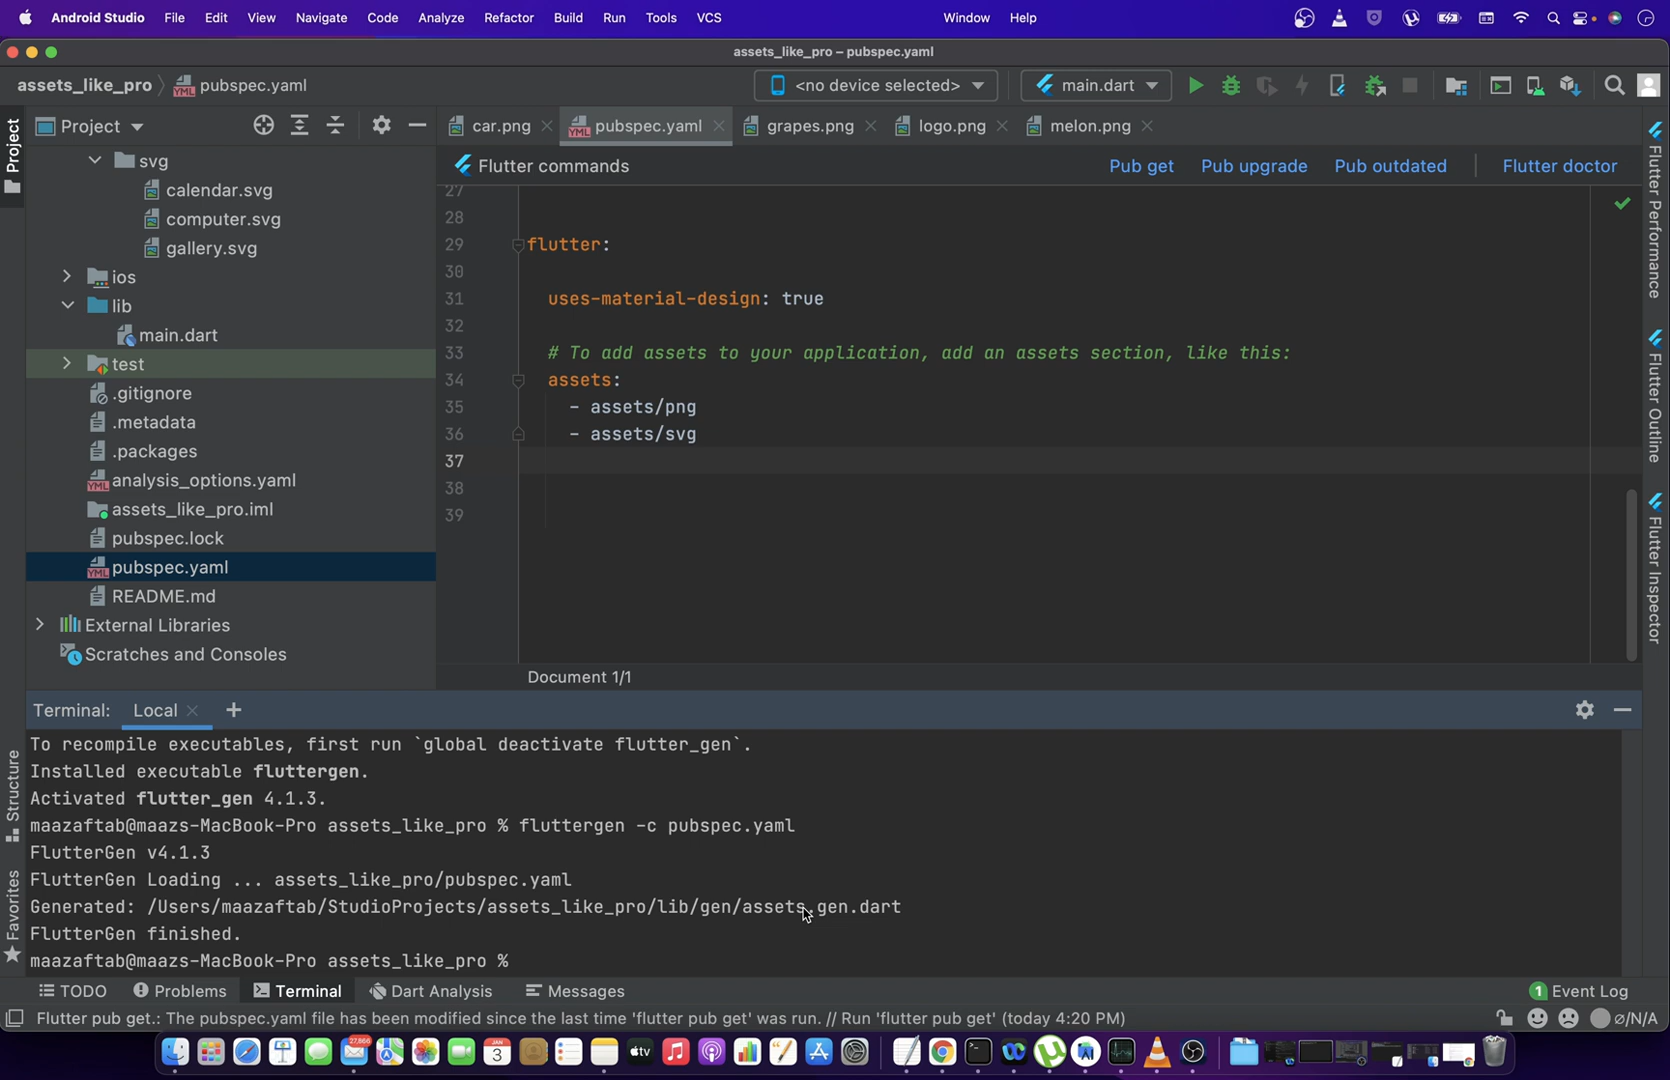 Android Studio File Edit View Navigate Code Analyze Refactor Build Run Tools VCS Window Help
assets_like_pro – pubspec.yaml
assets_like_pro pubspec.yaml <no device selected> main.dart
Project
Project
car.png pubspec.yaml grapes.png logo.png melon.png
Flutter commands Pub get Pub upgrade Pub outdated Flutter doctor
svg
calendar.svg
computer.svg
gallery.svg
ios
lib
main.dart
test
.gitignore
.metadata
.packages
analysis_options.yaml
assets_like_pro.iml
pubspec.lock
pubspec.yaml
README.md
External Libraries
Scratches and Consoles
27
28
29 flutter:
30
31 uses-material-design: true
32
33 # To add assets to your application, add an assets section, like this:
34 assets:
35 - assets/png
36 - assets/svg
37
38
39
Document 1/1
Flutter Performance
Flutter Outline
Flutter Inspector
Structure
Favorites
Terminal: Local
To recompile executables, first run `global deactivate flutter_gen`.
Installed executable fluttergen.
Activated flutter_gen 4.1.3.
maazaftab@maazs-MacBook-Pro assets_like_pro % fluttergen -c pubspec.yaml
FlutterGen v4.1.3
FlutterGen Loading ... assets_like_pro/pubspec.yaml
Generated: /Users/maazaftab/StudioProjects/assets_like_pro/lib/gen/assets.gen.dart
FlutterGen finished.
maazaftab@maazs-MacBook-Pro assets_like_pro %
TODO Problems Terminal Dart Analysis Messages 1 Event Log
Flutter pub get.: The pubspec.yaml file has been modified since the last time 'flutter pub get' was run. // Run 'flutter pub get' (today 4:20 PM) ⌀/N/A
27,866
JAN
3
tv